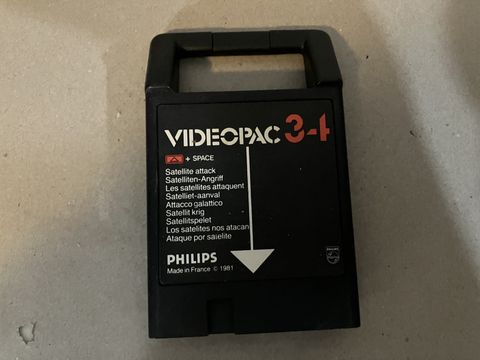 VIDEOPAC 34
+ SPACE
Satellite attack
Satelliten-Angriff
Les satellites attaquent
Satelliet-aanval
Attacco galattico
Satellit krig
Satellitspelet
Los satelites nos atacan
Ataque por satelite
PHILIPS
Made in France © 1981
PHILIPS